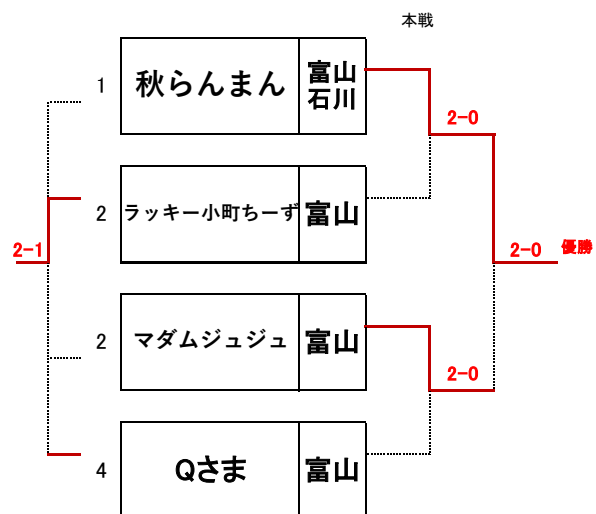 本戦
1
秋らんまん
富山
石川
2-0
2
ラッキー小町ちーず
富山
2-1
2-0
優勝
2
マダムジュジュ
富山
2-0
4
Qさま
富山